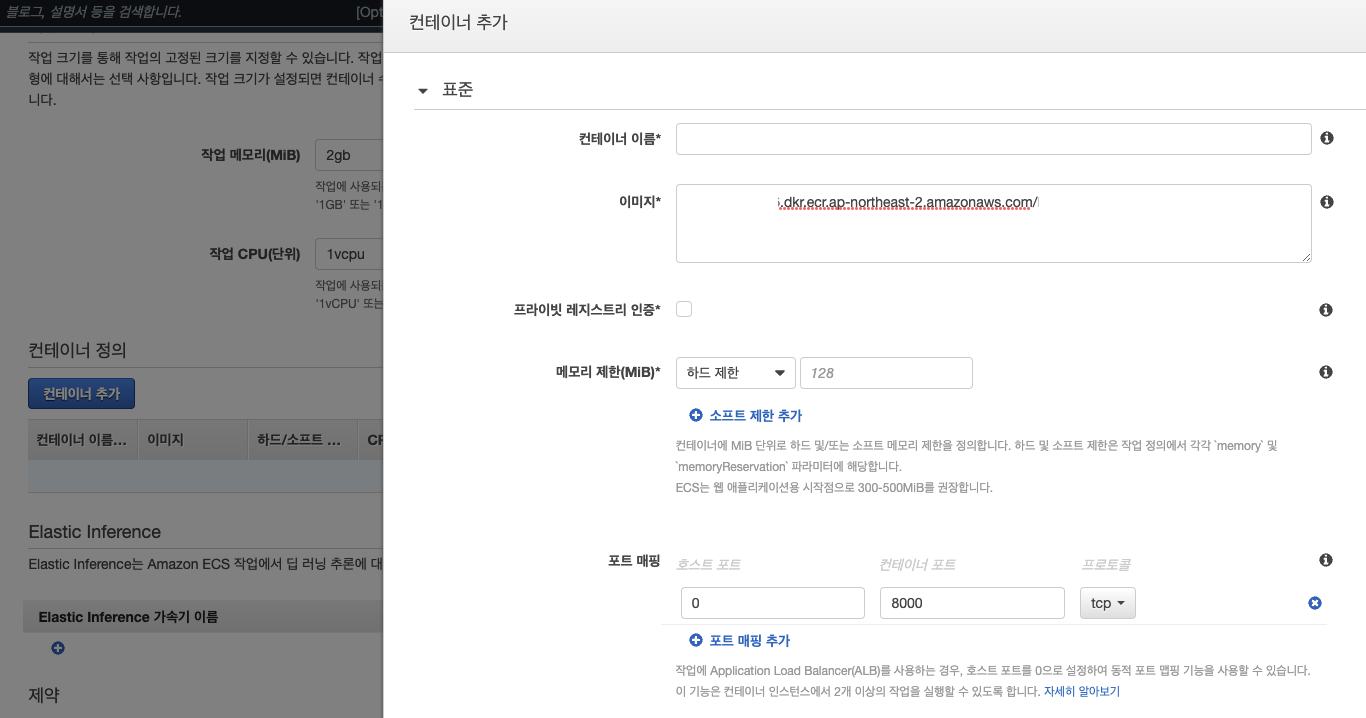 블로그, 설명서 등을 검색합니다.
[Opt
작업 크기를 통해 작업의 고정된 크기를 지정할 수 있습니다. 작업
형에 대해서는 선택 사항입니다. 작업 크기가 설정되면 컨테이너
니다.
작업 메모리(MiB)
2gb
작업에 사용되
'1GB' 또는 '1
작업 CPU(단위)
1vcpu
작업에 사용되
'1vCPU' 또는
컨테이너 정의
컨테이너 추가
컨테이너 이름...
이미지
하드/소프트 ...
CP
Elastic Inference
Elastic Inference는 Amazon ECS 작업에서 딥 러닝 추론에 대
Elastic Inference 가속기 이름
제약
컨테이너 추가
표준
컨테이너 이름*
이미지*
.dkr.ecr.ap-northeast-2.amazonaws.com/
프라이빗 레지스트리 인증*
메모리 제한(MiB)*
하드 제한
128
소프트 제한 추가
컨테이너에 MiB 단위로 하드 및/또는 소프트 메모리 제한을 정의합니다. 하드 및 소프트 제한은 작업 정의에서 각각 `memory` 및
`memoryReservation` 파라미터에 해당합니다.
ECS는 웹 애플리케이션용 시작점으로 300-500MiB를 권장합니다.
포트 매핑
호스트 포트
컨테이너 포트
프로토콜
0
8000
tcp
포트 매핑 추가
작업에 Application Load Balancer(ALB)를 사용하는 경우, 호스트 포트를 0으로 설정하여 동적 포트 맵핑 기능을 사용할 수 있습니다.
이 기능은 컨테이너 인스턴스에서 2개 이상의 작업을 실행할 수 있도록 합니다. 자세히 알아보기